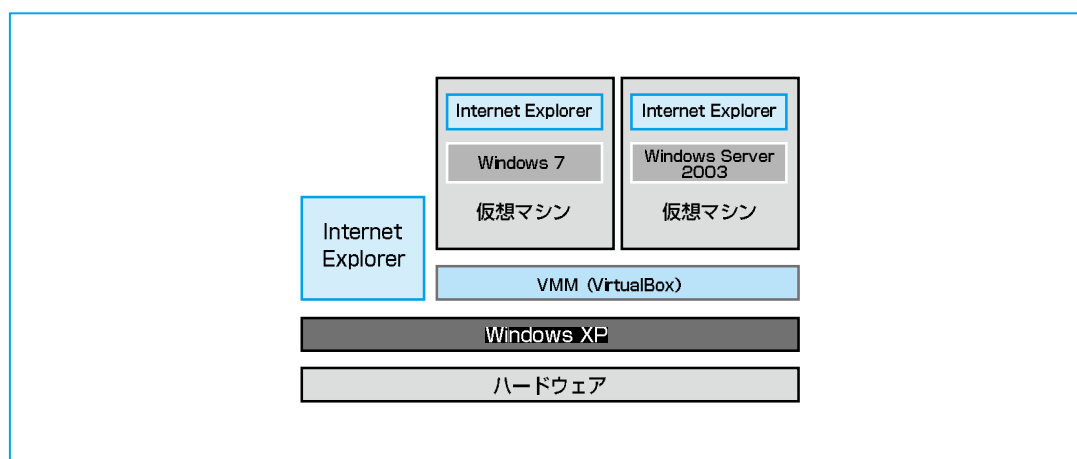 Internet Explorer
Windows 7
仮想マシン
Internet Explorer
Windows Server
2003
仮想マシン
Internet
Explorer
VMM（VirtualBox）
Windows XP
ハードウェア